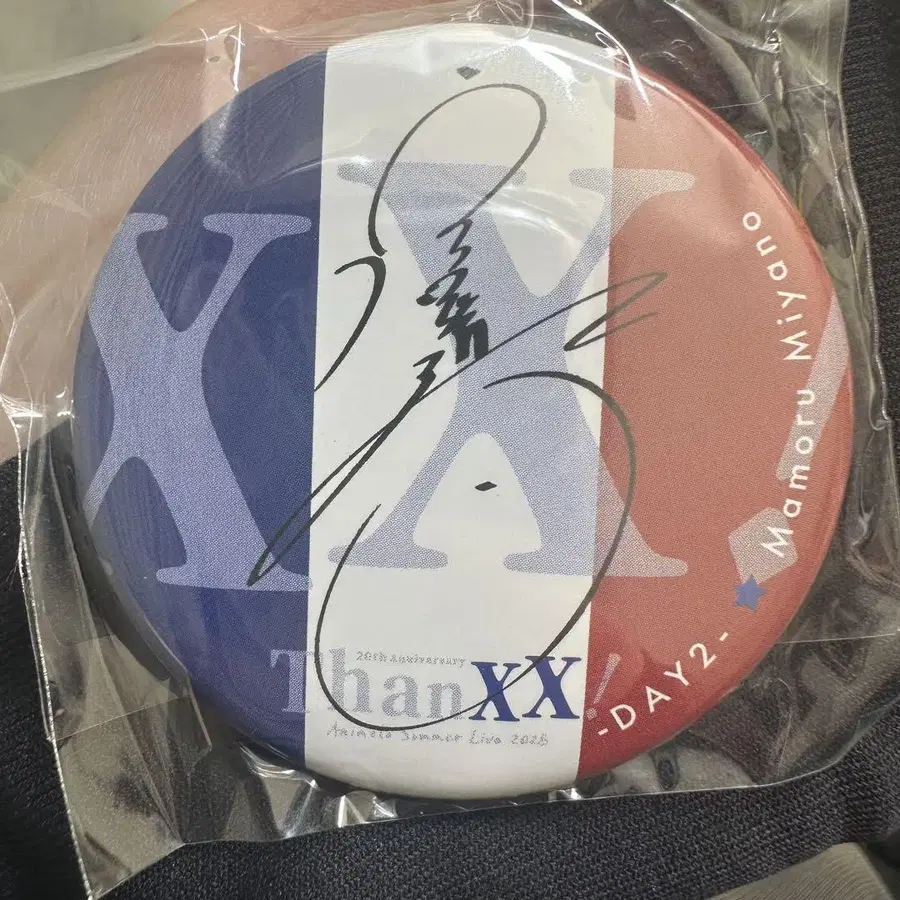 XX!
20th Anniversary
ThanXX!
Animelo Summer Live 2025
-DAY2-
Mamoru Miyano